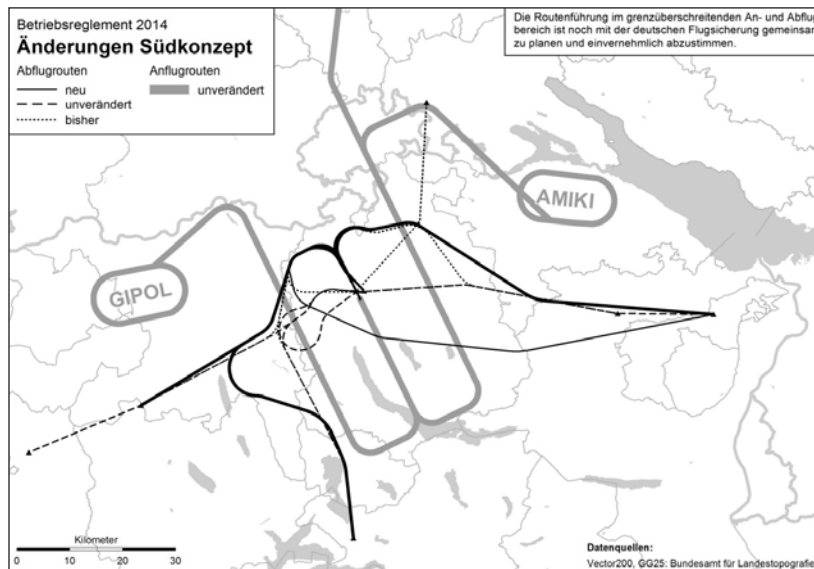 Betriebsreglement 2014
Änderungen Südkonzept
Abflugrouten Anflugrouten
neu unverändert
unverändert
bisher
Die Routenführung im grenzüberschreitenden An- und Abflug
bereich ist noch mit der deutschen Flugsicherung gemeinsam
zu planen und einvernehmlich abzustimmen.
AMIKI
GIPOL
Kilometer
0 10 20 30
Datenquellen:
Vector200, GG25: Bundesamt für Landestopografie